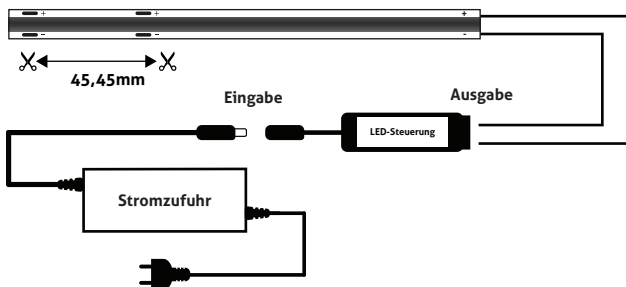 + + +
- - -
45,45mm
Eingabe
Ausgabe
LED-Steuerung
Stromzufuhr